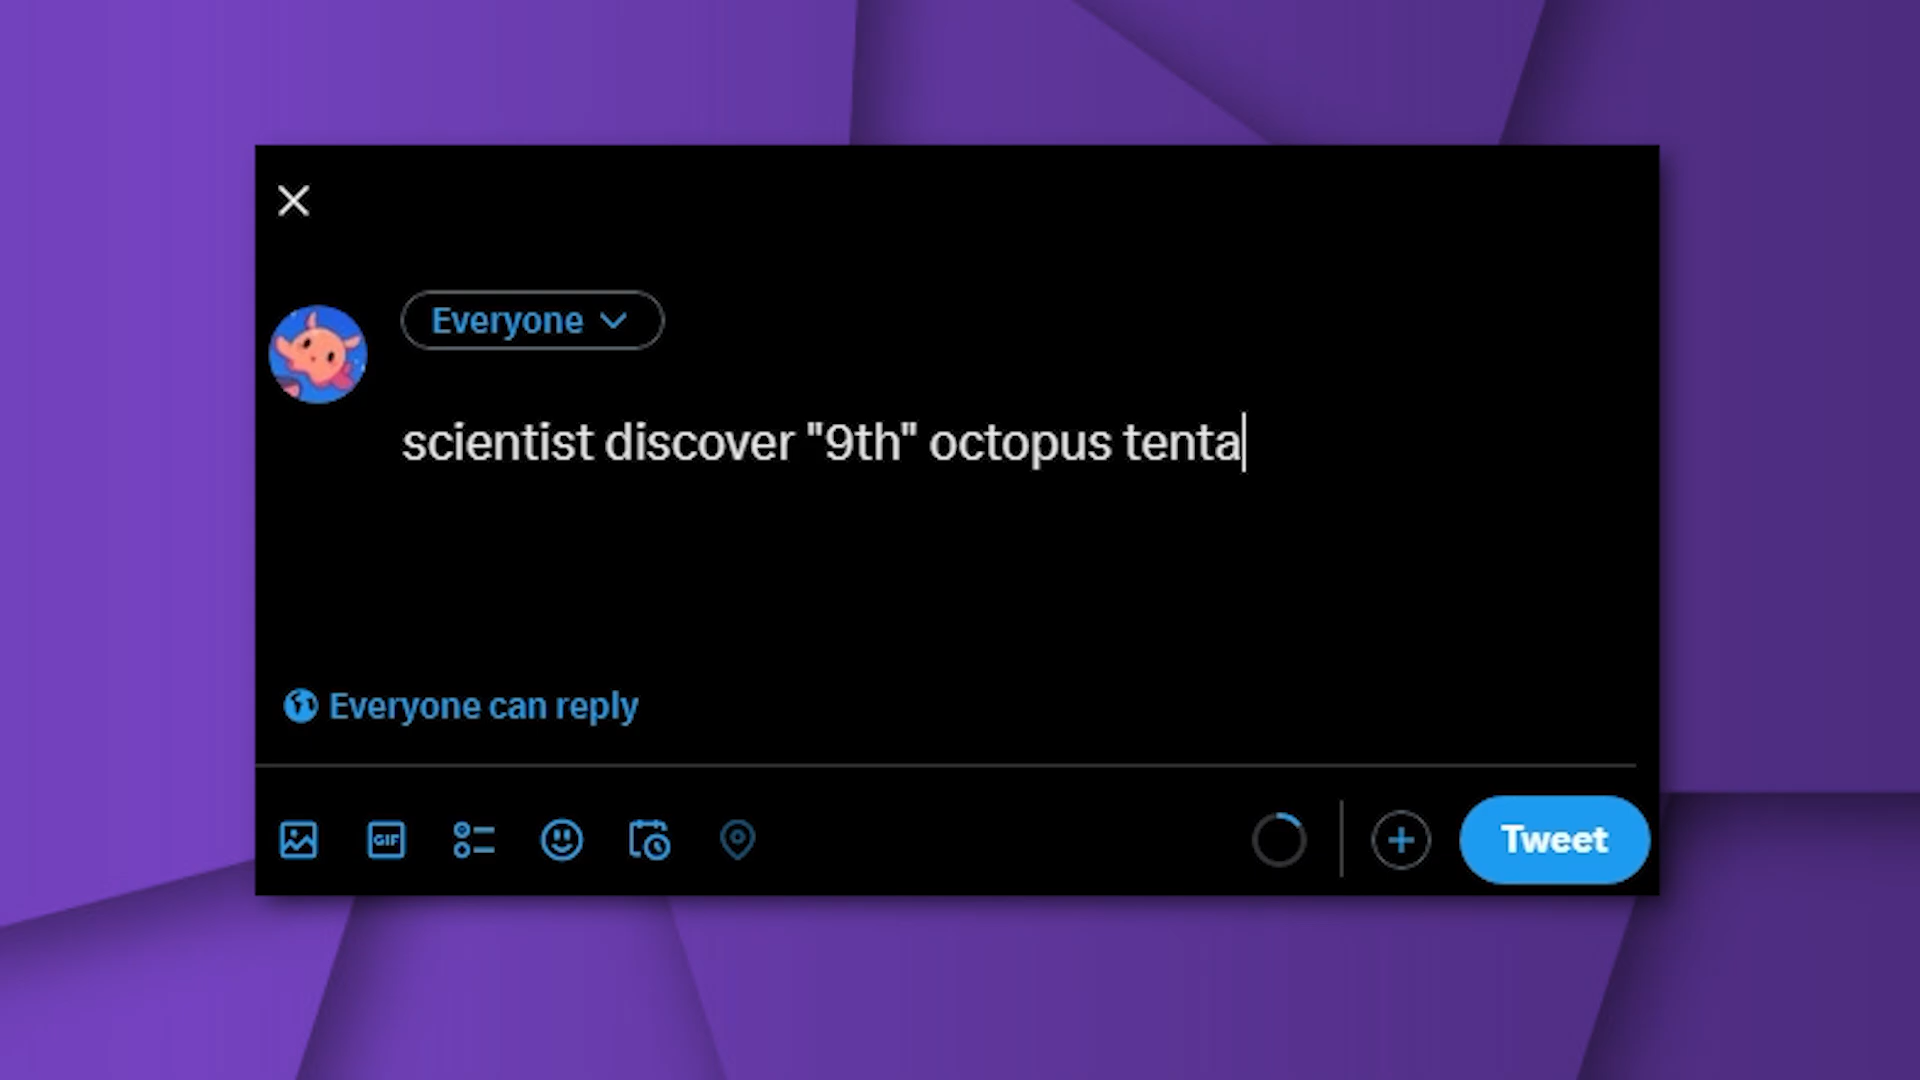 Everyone
scientist discover "9th" octopus tenta
Everyone can reply
GIF
Tweet